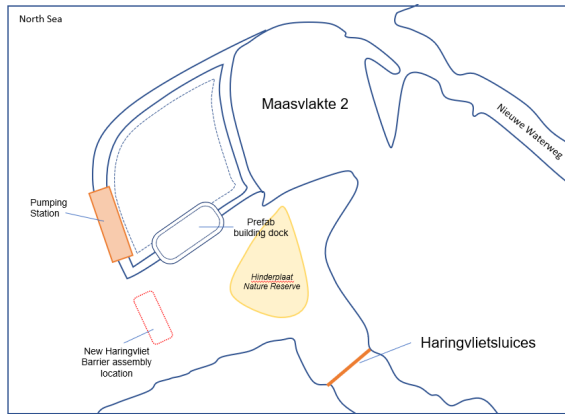 North Sea
Maasvlakte 2
Nieuwe Waterweg
Pumping
Station
Prefab
building dock
Hinderplaat
Nature Reserve
New Haringvliet
Barrier assembly
location
Haringvlietsluices